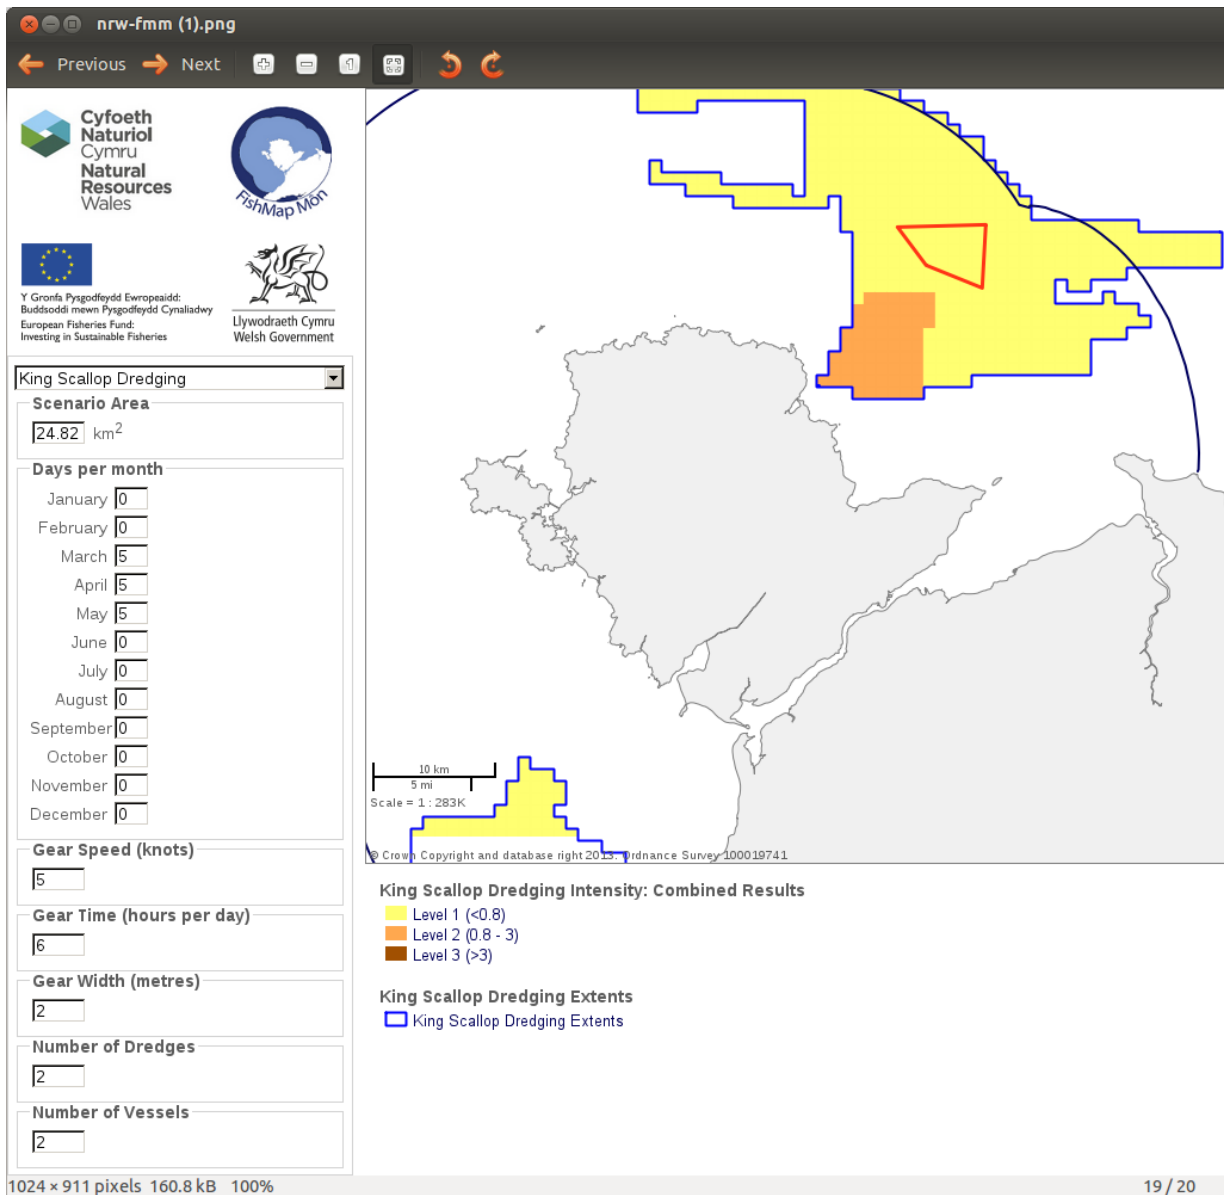 nrw-fmm (1).png
Previous
Next
Cyfoeth
Naturiol
Cymru
Natural
Resources
Wales
FishMap Môn
Y Gronfa Pysgodfeydd Ewropeaidd:
Buddsoddi mewn Pysgodfeydd Cynaliadwy
European Fisheries Fund:
Investing in Sustainable Fisheries
Llywodraeth Cymru
Welsh Government
King Scallop Dredging
Scenario Area
24.82 km2
Days per month
January 0
February 0
March 5
April 5
May 5
June 0
July 0
August 0
September 0
October 0
November 0
December 0
Gear Speed (knots)
5
Gear Time (hours per day)
6
Gear Width (metres)
2
Number of Dredges
2
Number of Vessels
2
10 km
5 mi
Scale = 1 : 283K
© Crown Copyright and database right 2013. Ordnance Survey 100019741
King Scallop Dredging Intensity: Combined Results
Level 1 (<0.8)
Level 2 (0.8 - 3)
Level 3 (>3)
King Scallop Dredging Extents
King Scallop Dredging Extents
1024 × 911 pixels 160.8 kB 100%
19 / 20